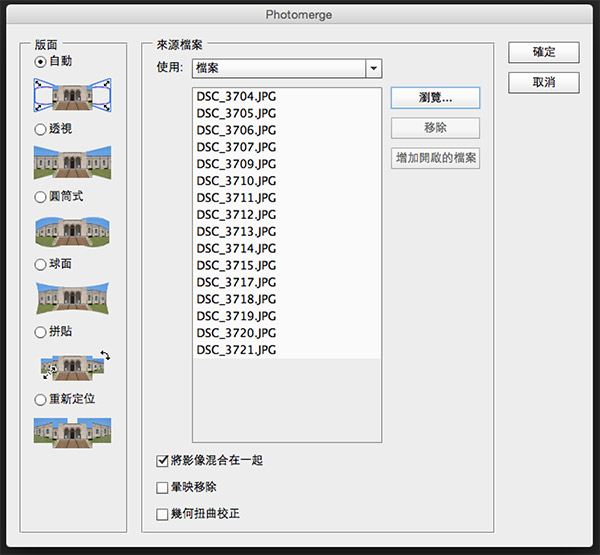 Photomerge
版面
自動
透視
圓筒式
球面
拼貼
重新定位
來源檔案
使用: 檔案
DSC_3704.JPG
DSC_3705.JPG
DSC_3706.JPG
DSC_3707.JPG
DSC_3709.JPG
DSC_3710.JPG
DSC_3711.JPG
DSC_3712.JPG
DSC_3713.JPG
DSC_3714.JPG
DSC_3715.JPG
DSC_3717.JPG
DSC_3718.JPG
DSC_3719.JPG
DSC_3720.JPG
DSC_3721.JPG
瀏覽...
移除
增加開啟的檔案
將影像混合在一起
暈映移除
幾何扭曲校正
確定
取消